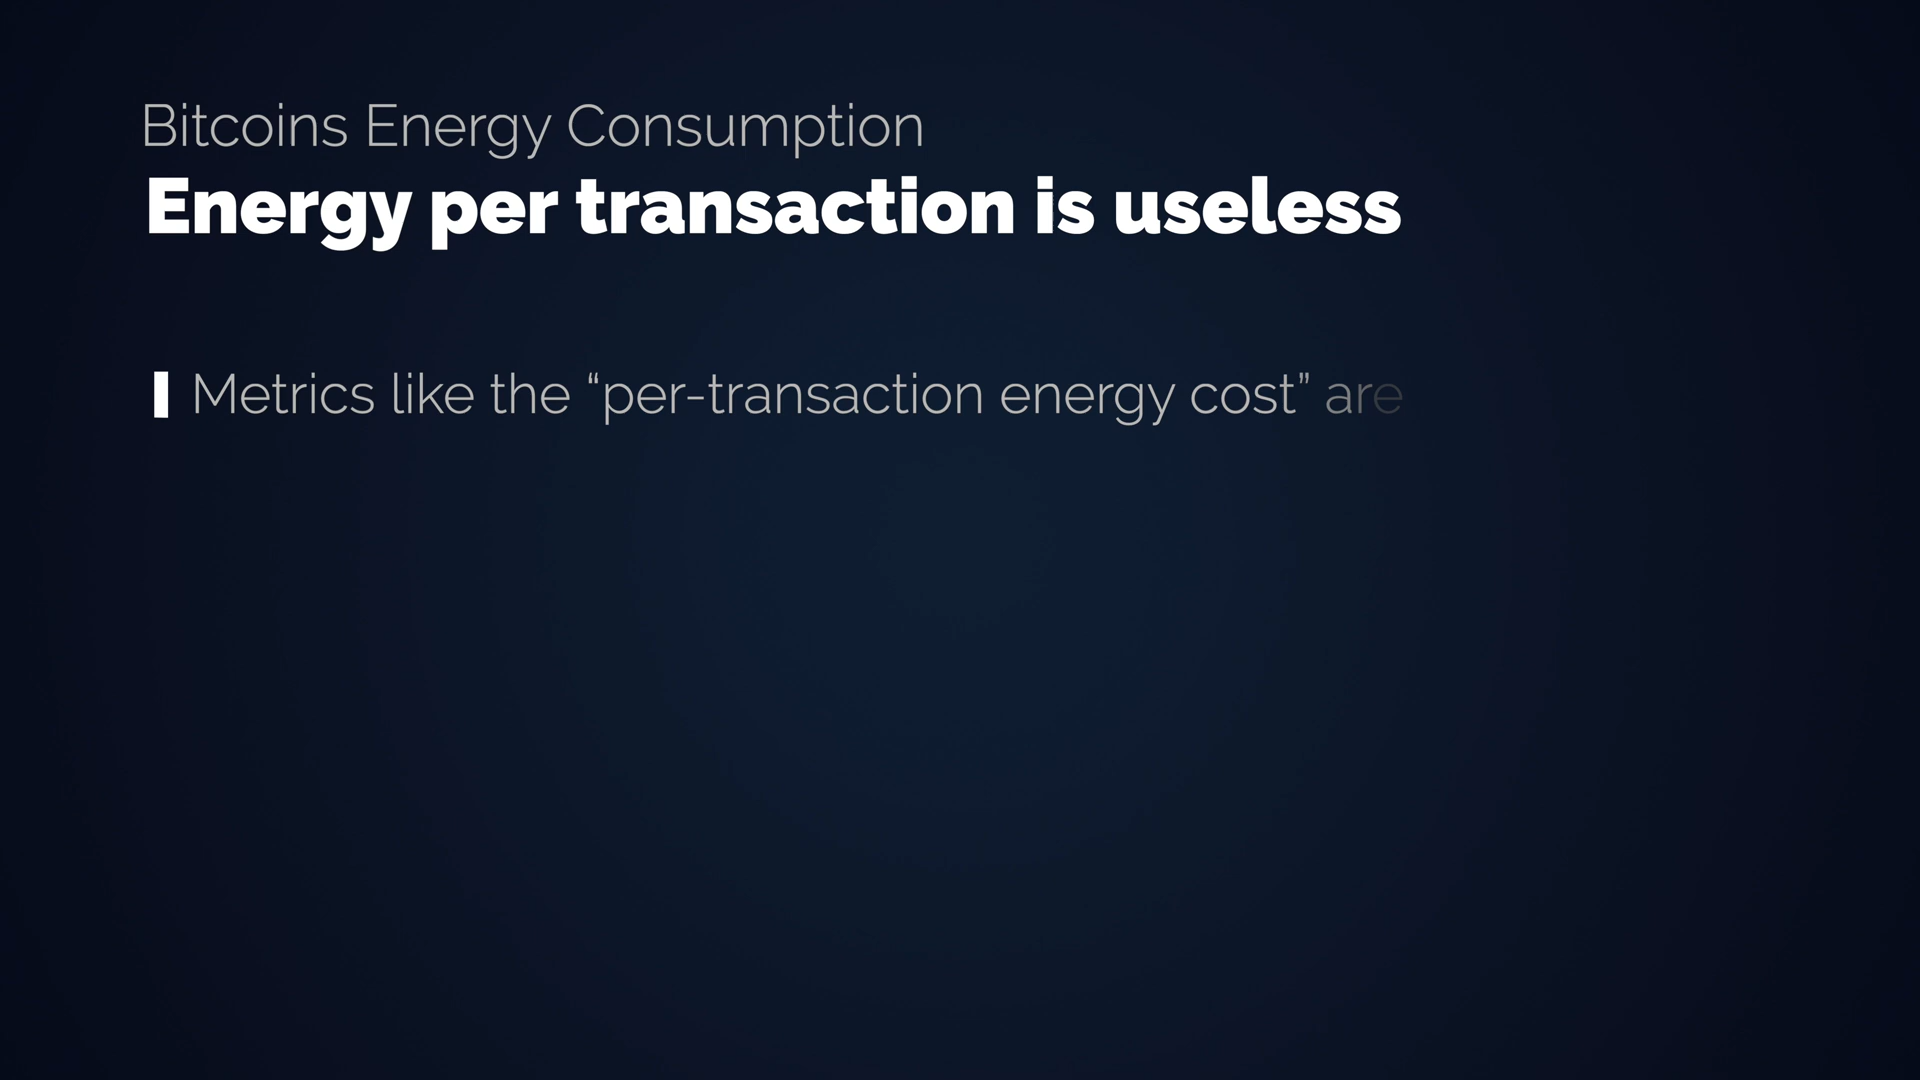 Bitcoins Energy Consumption
Energy per transaction is useless
Metrics like the “per-transaction energy cost” are